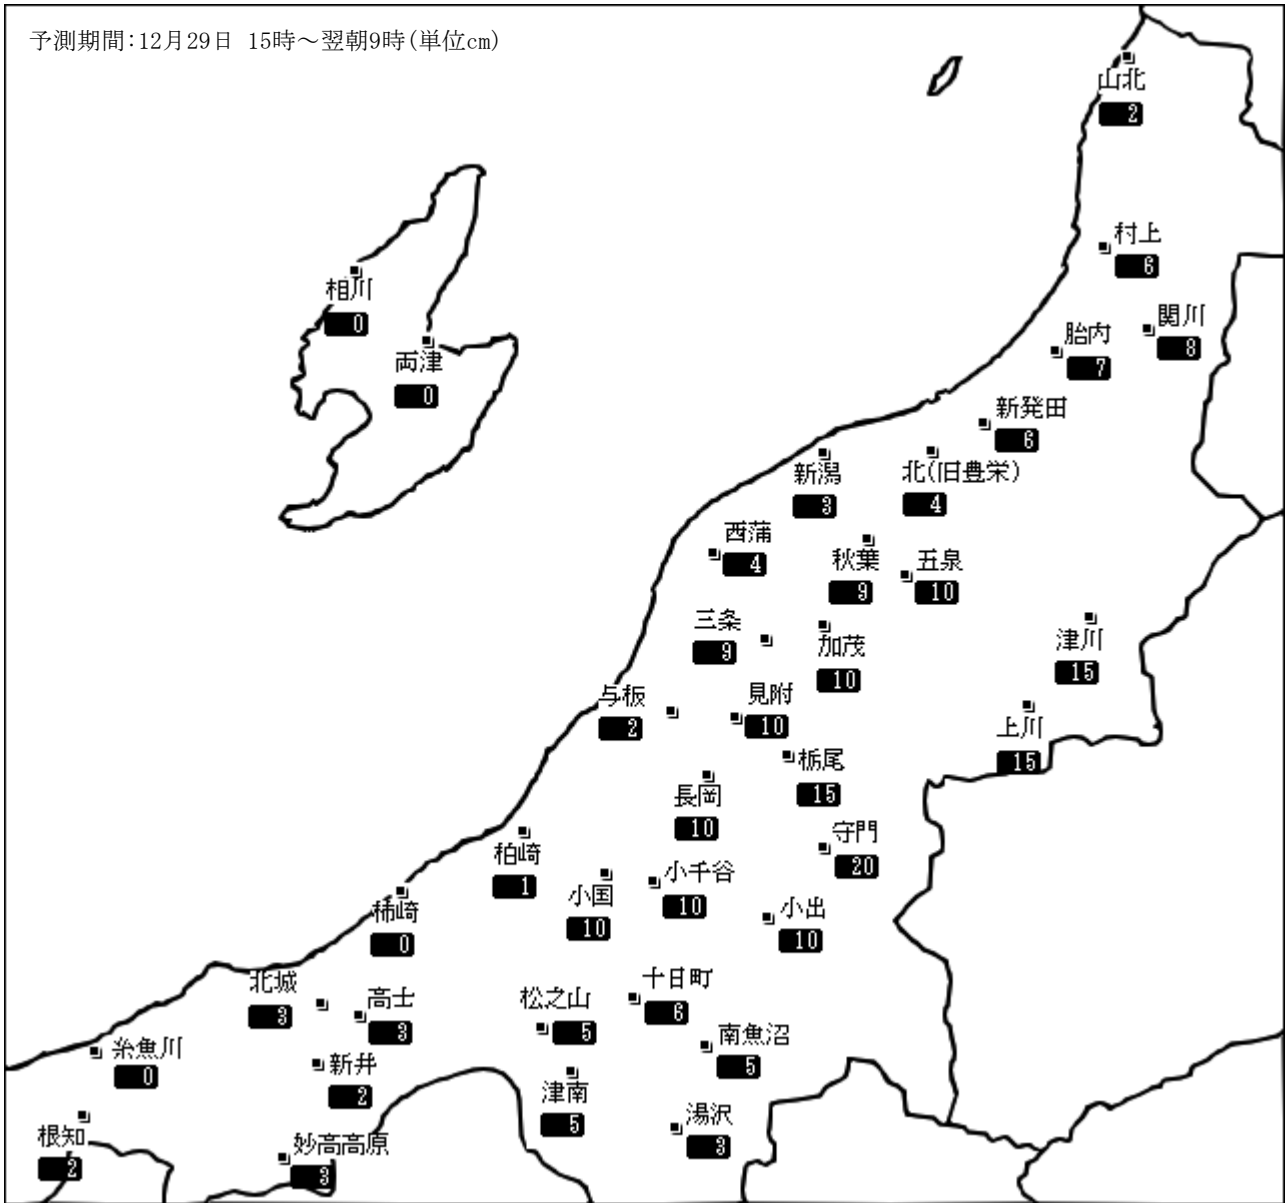 予測期間:12月29日 15時～翌朝9時(単位cm)
山北
2
村上
6
相川
0
関川
8
胎内
7
両津
0
新発田
6
新潟
3
北(旧豊栄)
4
西蒲
4
秋葉
9
五泉
10
三条
9
加茂
10
津川
15
与板
2
見附
10
上川
15
栃尾
15
長岡
10
守門
20
柏崎
1
小国
10
小千谷
10
小出
10
柿崎
0
北城
3
高士
3
松之山
5
十日町
6
南魚沼
5
糸魚川
0
新井
2
津南
5
湯沢
3
根知
2
妙高高原
3